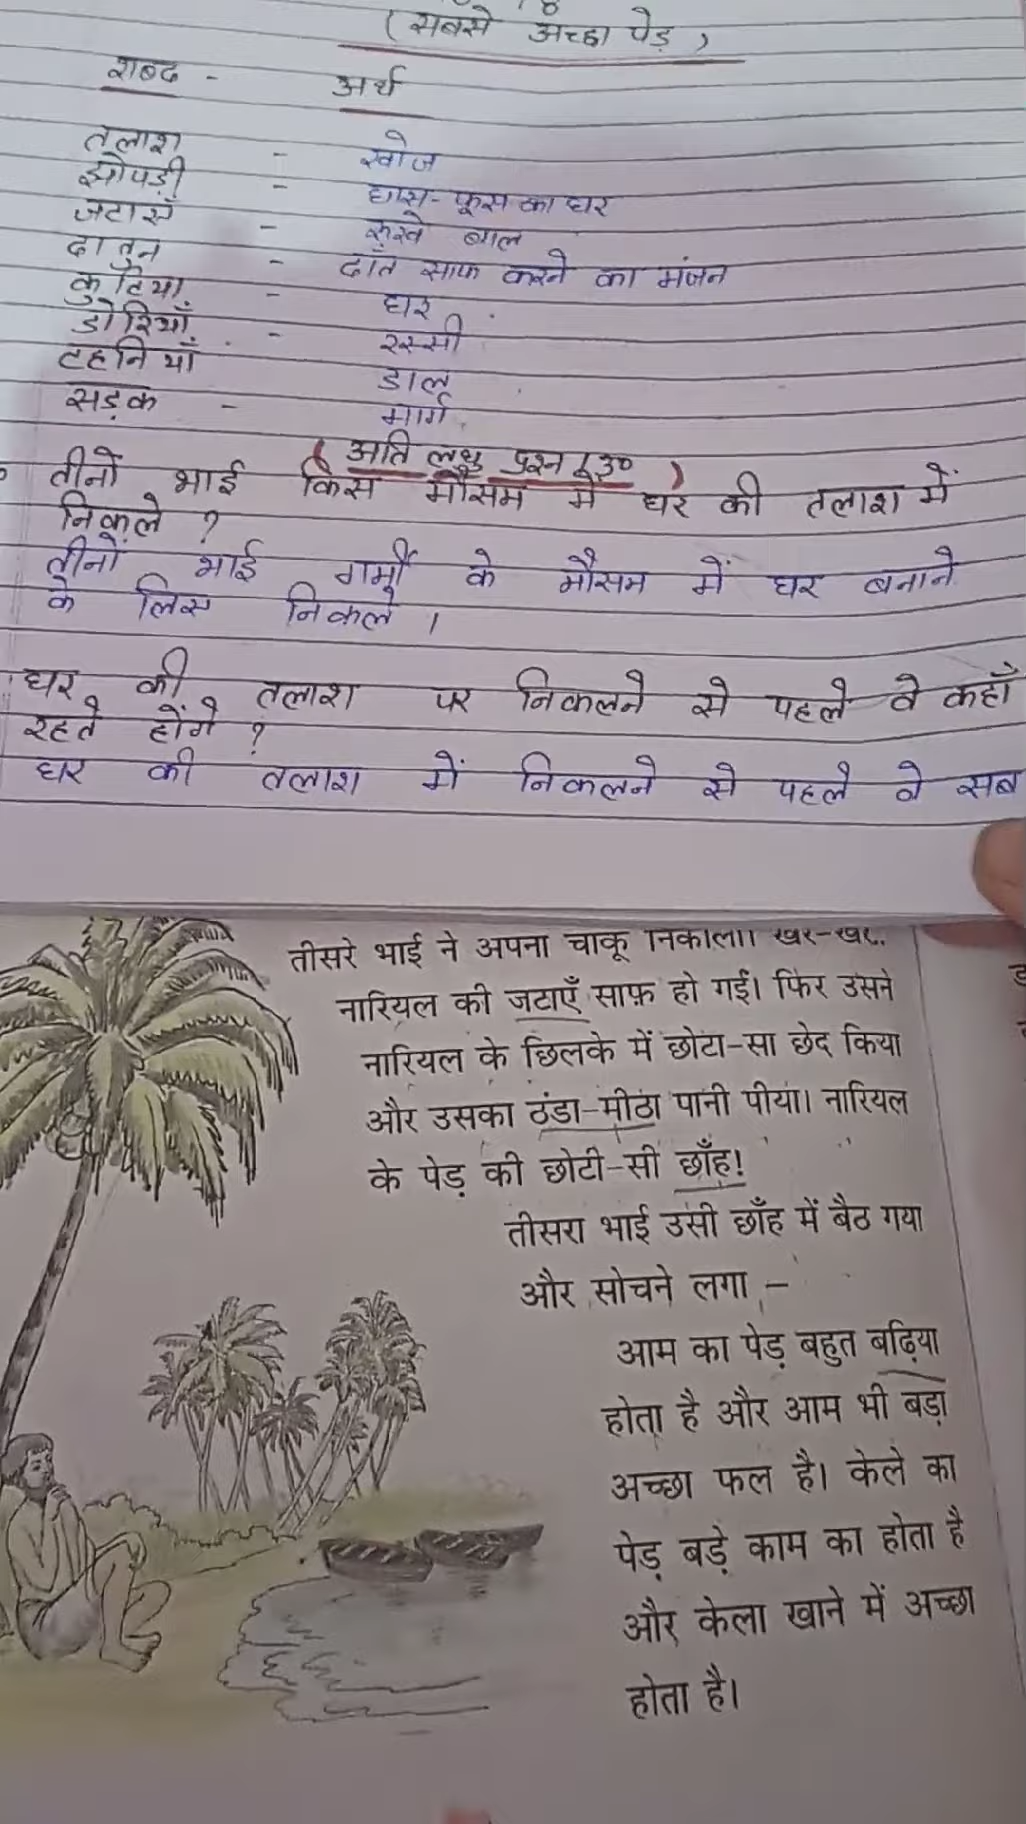 (सबसे अच्छा पेड़)
शब्द - अर्थ
तलाश - खोज
झोपड़ी - घास-फूस का घर
जटाएँ - रूखे बाल
दातुन - दाँत साफ करने का मंजन
कुटिया - घर
डोरियाँ - रस्सी
टहनियाँ - डाल
सड़क - मार्ग
(अति लघु प्रश्न उ०)
तीनों भाई किस मौसम में घर की तलाश में
निकले ?
तीनों भाई गर्मी के मौसम में घर बनाने
के लिए निकले ।
घर की तलाश पर निकलने से पहले वे कहाँ
रहते होंगे ?
घर की तलाश में निकलने से पहले वे सब
तीसरे भाई ने अपना चाकू निकाला। खर-खर..
नारियल की जटाएँ साफ़ हो गईं। फिर उसने
नारियल के छिलके में छोटा-सा छेद किया
और उसका ठंडा-मीठा पानी पीया। नारियल
के पेड़ की छोटी-सी छाँह!
तीसरा भाई उसी छाँह में बैठ गया
और सोचने लगा –
आम का पेड़ बहुत बढ़िया
होता है और आम भी बड़ा
अच्छा फल है। केले का
पेड़ बड़े काम का होता है
और केला खाने में अच्छा
होता है।